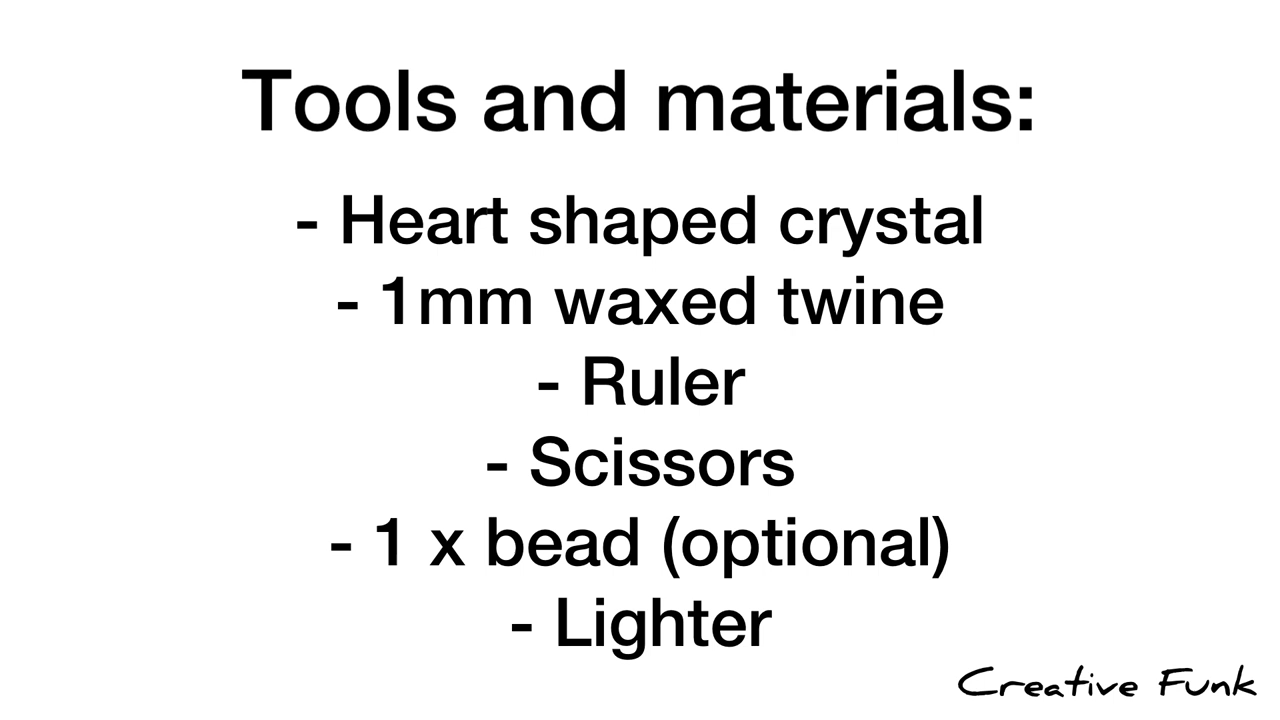 Tools and materials:
- Heart shaped crystal
- 1mm waxed twine
- Ruler
- Scissors
- 1 x bead (optional)
- Lighter
Creative Funk